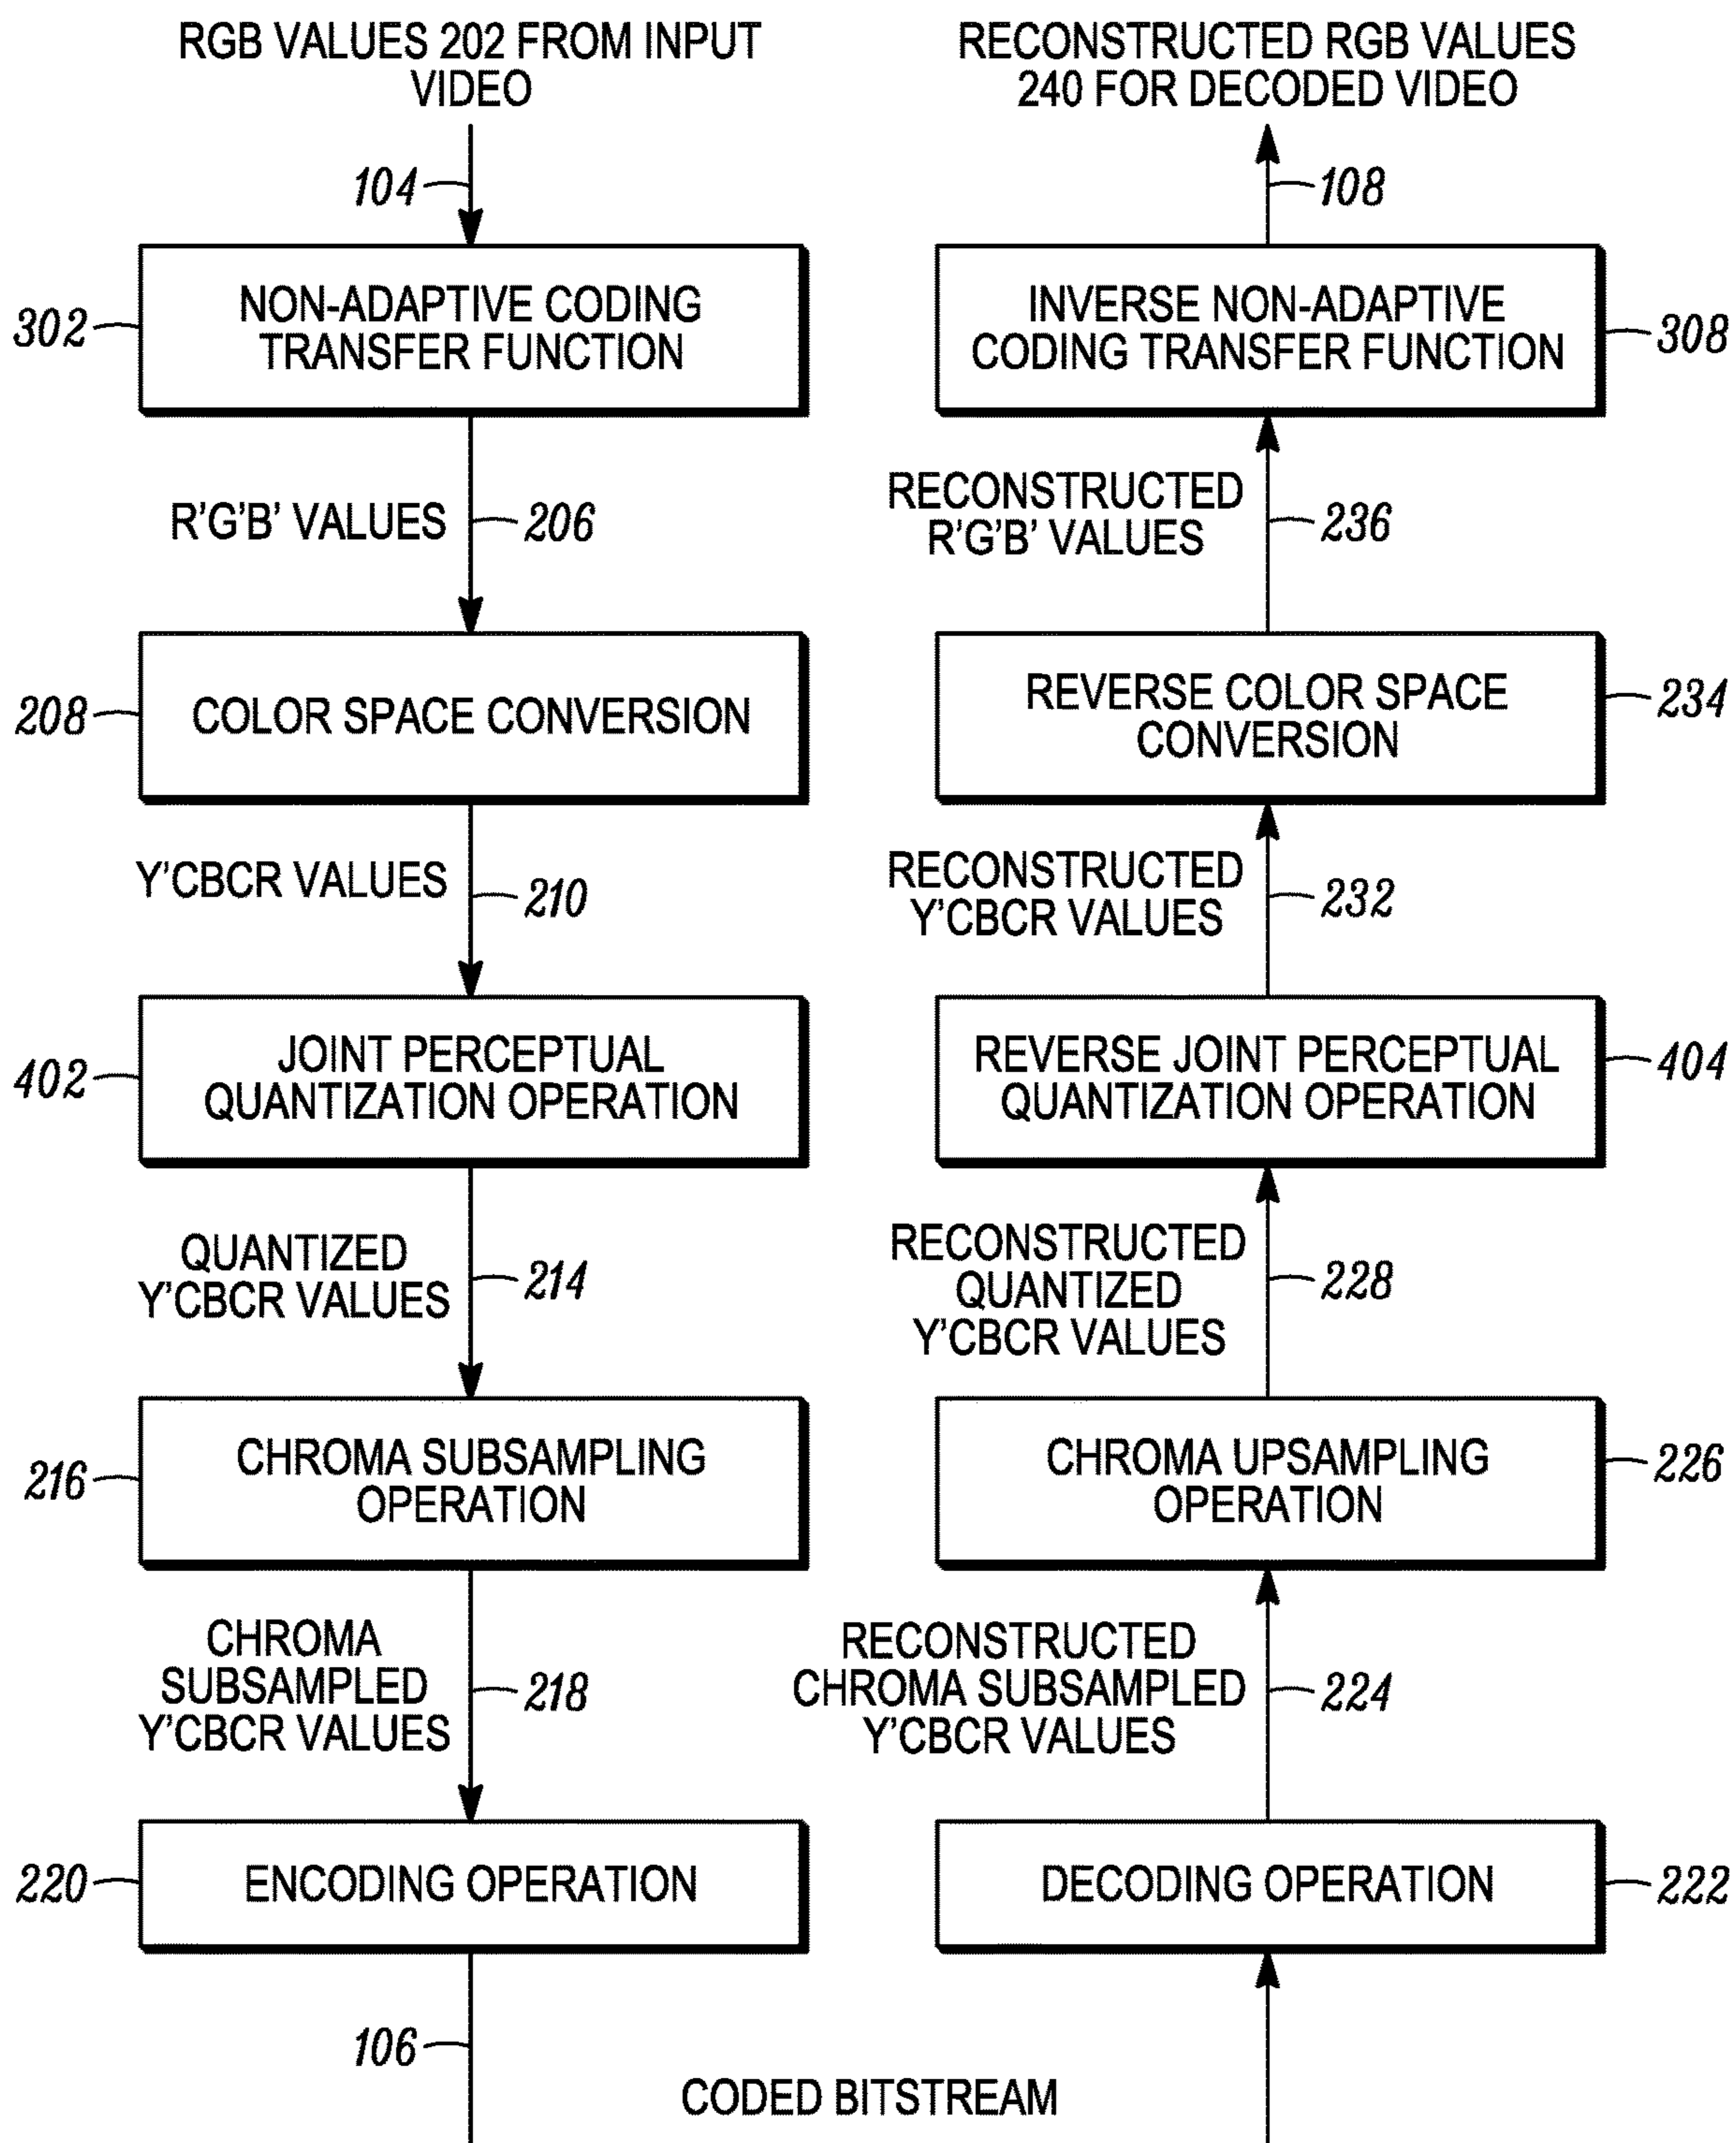 RGB VALUES 202 FROM INPUT
VIDEO
104
302
NON-ADAPTIVE CODING
TRANSFER FUNCTION
R'G'B' VALUES
206
208
COLOR SPACE CONVERSION
Y'CBCR VALUES
210
402
JOINT PERCEPTUAL
QUANTIZATION OPERATION
QUANTIZED
Y'CBCR VALUES
214
216
CHROMA SUBSAMPLING
OPERATION
CHROMA
SUBSAMPLED
Y'CBCR VALUES
218
220
ENCODING OPERATION
106
CODED BITSTREAM
RECONSTRUCTED RGB VALUES
240 FOR DECODED VIDEO
108
INVERSE NON-ADAPTIVE
CODING TRANSFER FUNCTION
308
RECONSTRUCTED
R'G'B' VALUES
236
REVERSE COLOR SPACE
CONVERSION
234
RECONSTRUCTED
Y'CBCR VALUES
232
REVERSE JOINT PERCEPTUAL
QUANTIZATION OPERATION
404
RECONSTRUCTED
QUANTIZED
Y'CBCR VALUES
228
CHROMA UPSAMPLING
OPERATION
226
RECONSTRUCTED
CHROMA SUBSAMPLED
Y'CBCR VALUES
224
DECODING OPERATION
222